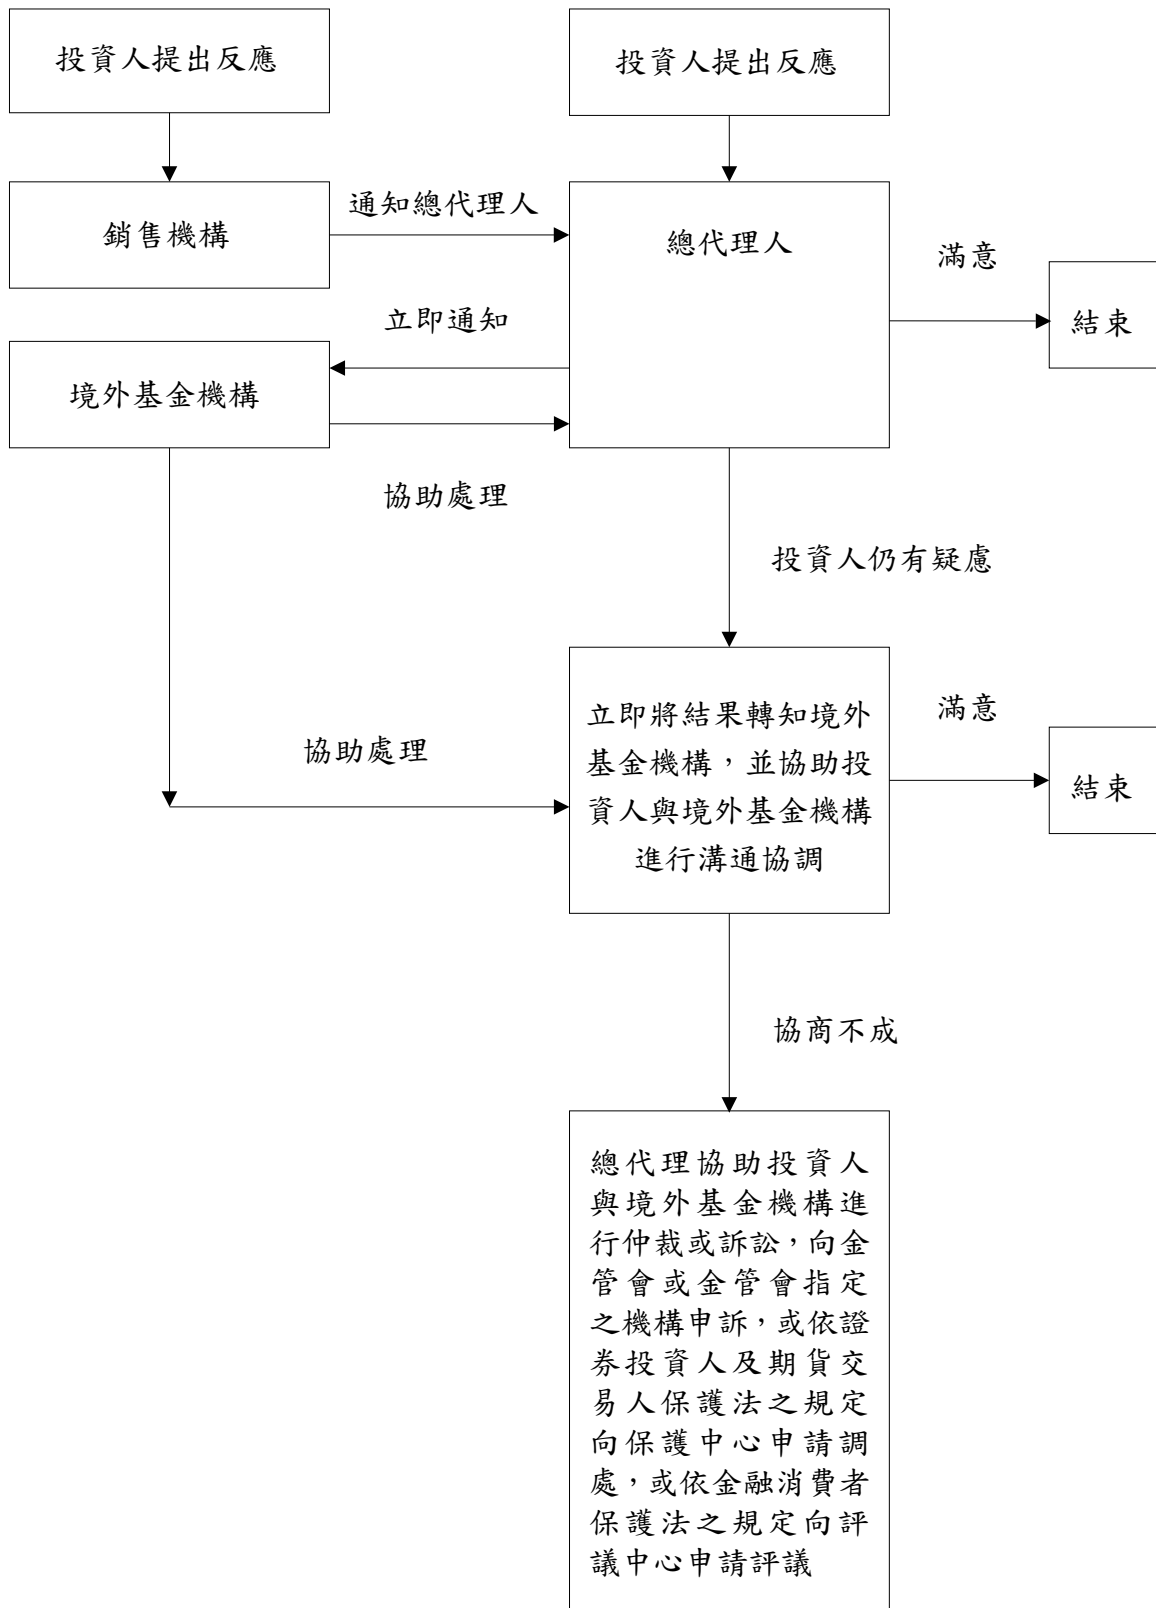 投資人提出反應
投資人提出反應
銷售機構
通知總代理人
總代理人
滿意
結束
立即通知
境外基金機構
協助處理
投資人仍有疑慮
立即將結果轉知境外
基金機構，並協助投
資人與境外基金機構
進行溝通協調
滿意
結束
協助處理
協商不成
總代理協助投資人
與境外基金機構進
行仲裁或訴訟，向金
管會或金管會指定
之機構申訴，或依證
券投資人及期貨交
易人保護法之規定
向保護中心申請調
處，或依金融消費者
保護法之規定向評
議中心申請評議